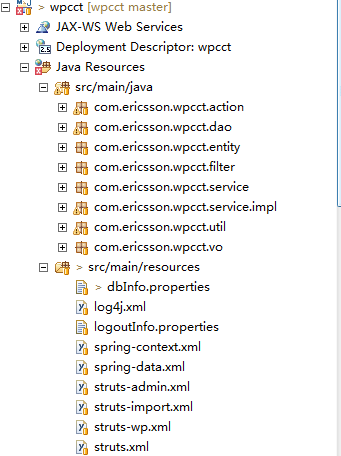 > wpcct [wpcct master]
JAX-WS Web Services
Deployment Descriptor: wpcct
Java Resources
src/main/java
com.ericsson.wpcct.action
com.ericsson.wpcct.dao
com.ericsson.wpcct.entity
com.ericsson.wpcct.filter
com.ericsson.wpcct.service
com.ericsson.wpcct.service.impl
com.ericsson.wpcct.util
com.ericsson.wpcct.vo
> src/main/resources
> dbInfo.properties
log4j.xml
logoutInfo.properties
spring-context.xml
spring-data.xml
struts-admin.xml
struts-import.xml
struts-wp.xml
struts.xml